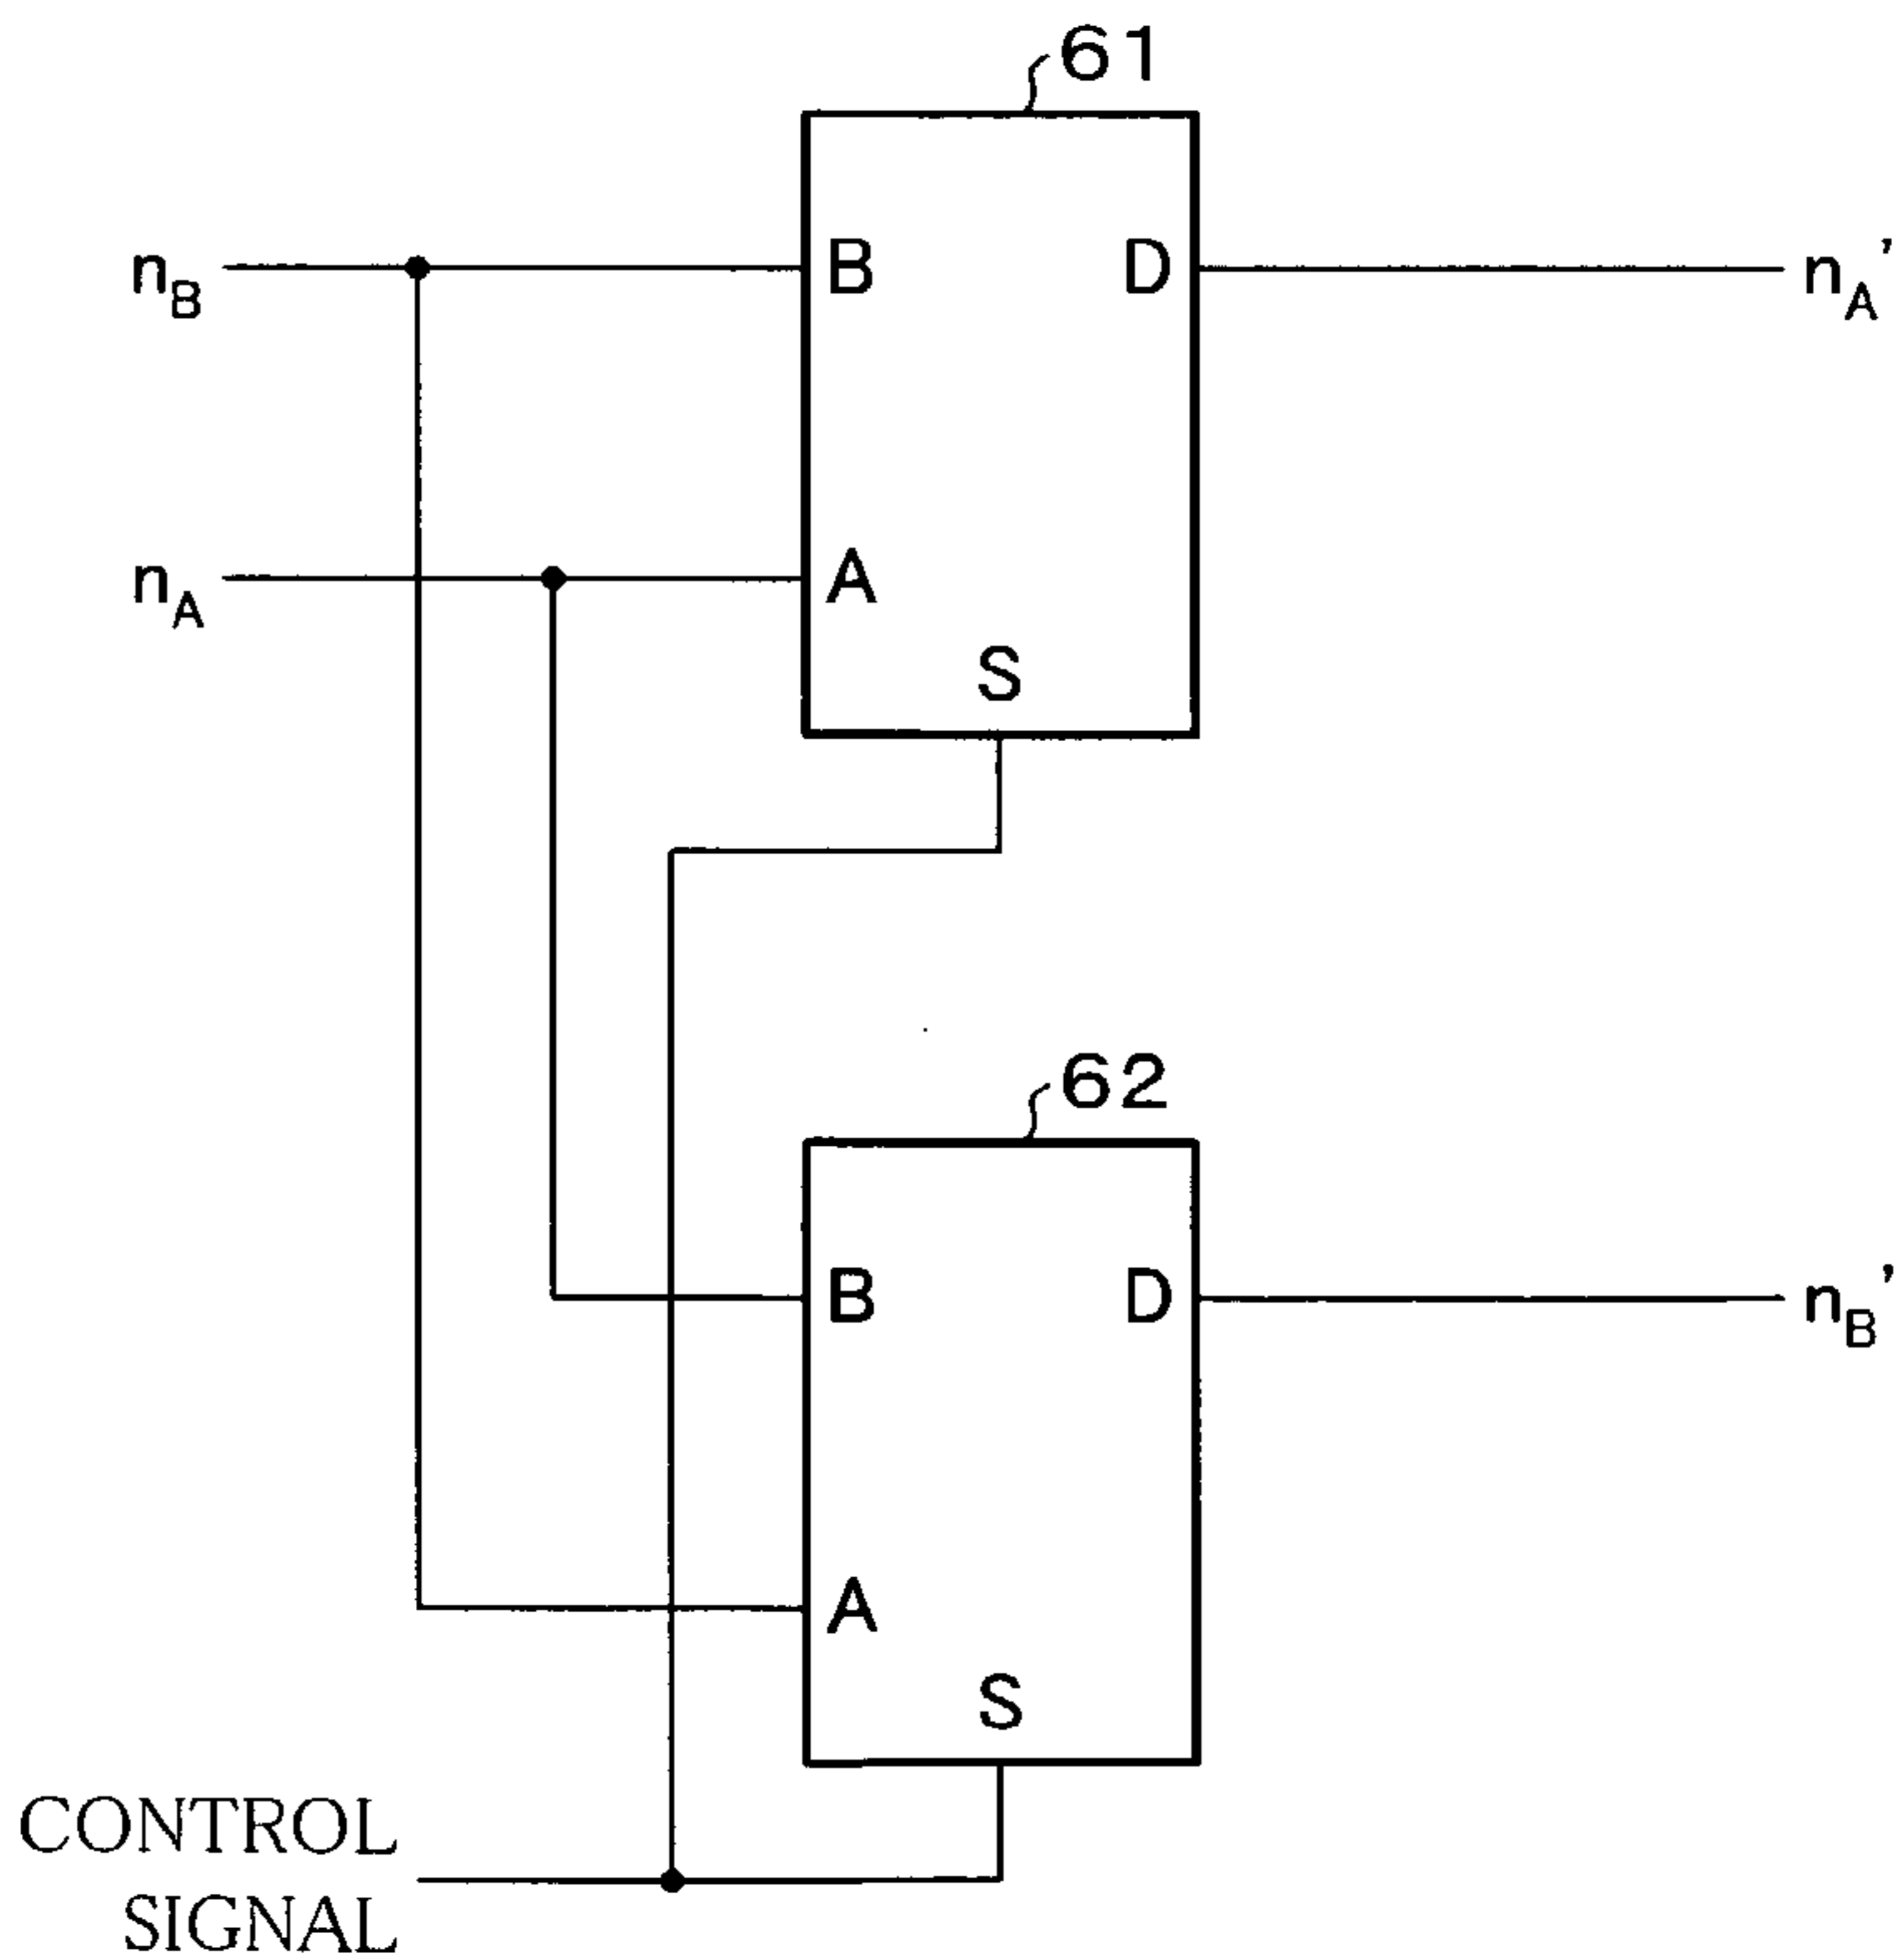 61
n_B B D n_A'
n_A A
S
62
B D n_B'
A
S
CONTROL
SIGNAL